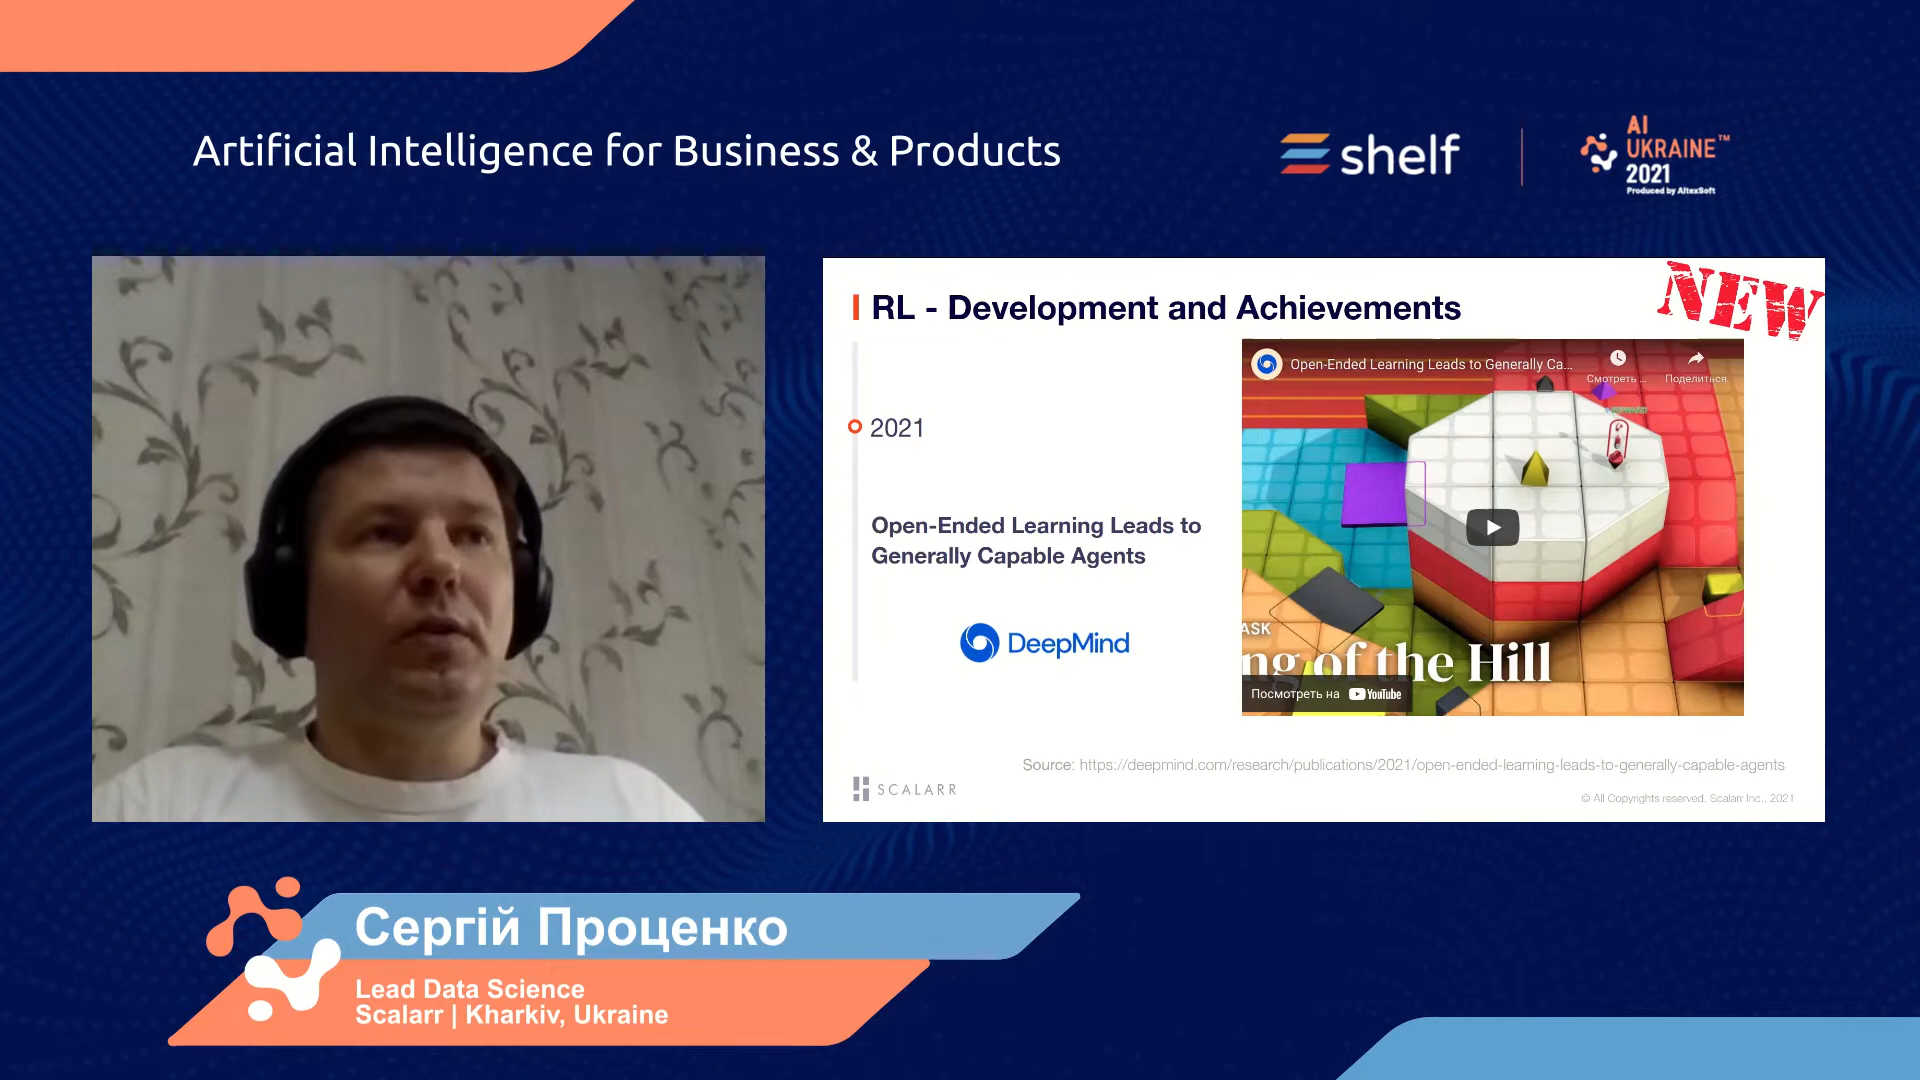 Artificial Intelligence for Business & Products
shelf
AI
UKRAINE™
2021
Produced by AltexSoft
RL - Development and Achievements
NEW
Open-Ended Learning Leads to Generally Ca...
Смотреть ...
Поделиться
2021
Open-Ended Learning Leads to
Generally Capable Agents
DeepMind
ASK
ng of the Hill
Посмотреть на YouTube
Source: https://deepmind.com/research/publications/2021/open-ended-learning-leads-to-generally-capable-agents
SCALARR
© All Copyrights reserved. Scalarr Inc., 2021
Сергій Проценко
Lead Data Science
Scalarr | Kharkiv, Ukraine